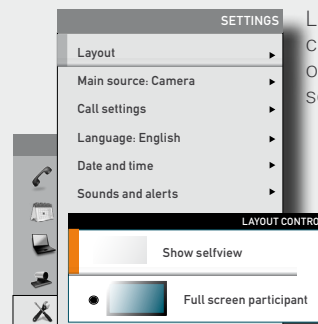 SETTINGS
Layout
Main source: Camera
Call settings
Language: English
Date and time
Sounds and alerts
LAYOUT CONTRO
Show selfview
Full screen participant
L
c
o
s